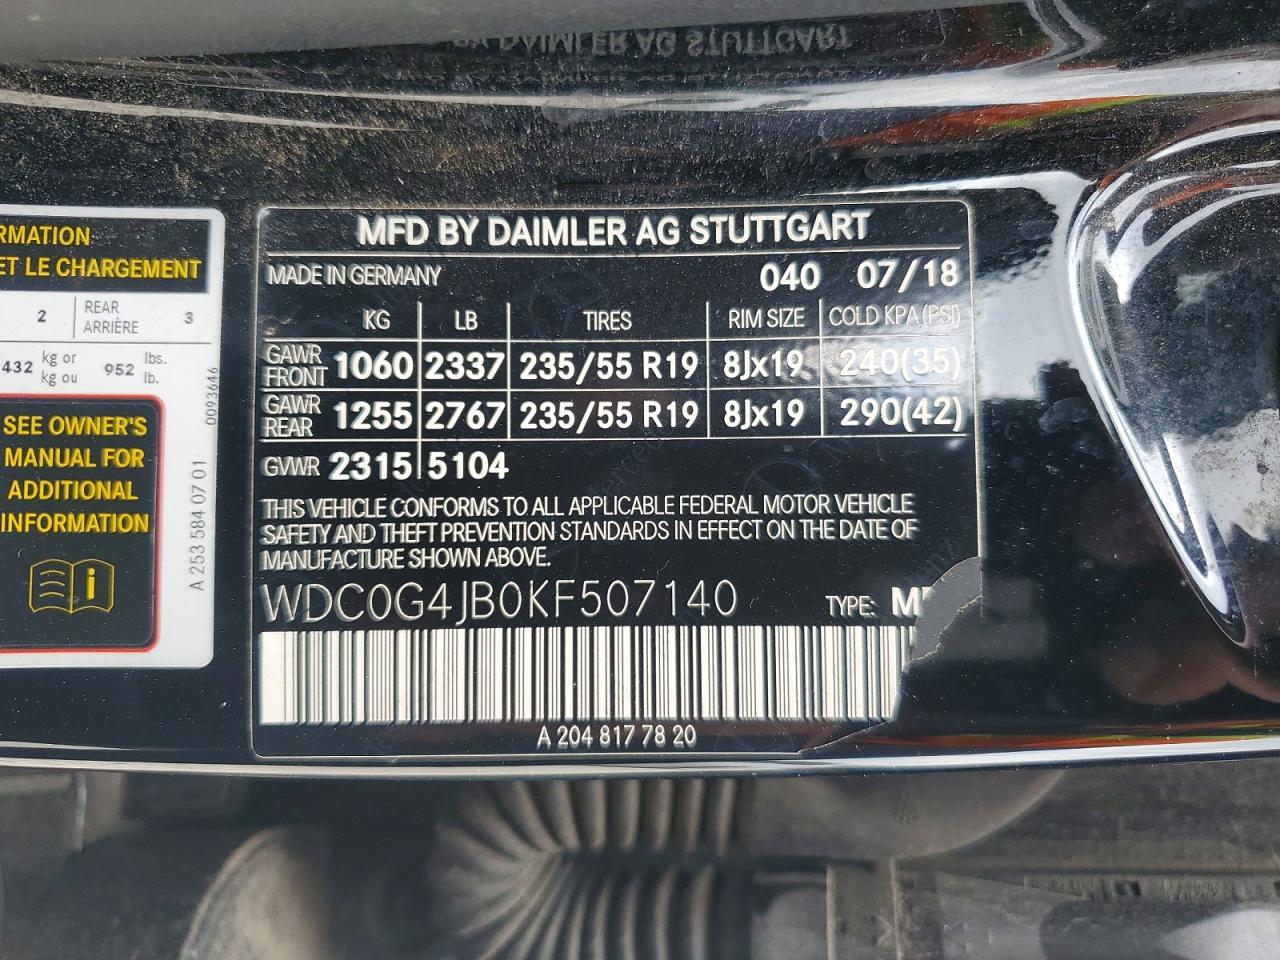 BY DAIMLER AG STUTTGART
RMATION
ET LE CHARGEMENT
2 REAR ARRIÈRE 3
432 kg or kg ou 952 lbs. lb.
SEE OWNER'S
MANUAL FOR
ADDITIONAL
INFORMATION
i
A 253 584 07 01
0093646
MFD BY DAIMLER AG STUTTGART
MADE IN GERMANY 040 07/18
KG LB TIRES RIM SIZE COLD KPA(PSI)
GAWR FRONT 1060 2337 235/55 R19 8Jx19 240(35)
GAWR REAR 1255 2767 235/55 R19 8Jx19 290(42)
GVWR 2315 5104
THIS VEHICLE CONFORMS TO ALL APPLICABLE FEDERAL MOTOR VEHICLE
SAFETY AND THEFT PREVENTION STANDARDS IN EFFECT ON THE DATE OF
MANUFACTURE SHOWN ABOVE.
WDC0G4JB0KF507140 TYPE: M
A 204 817 78 20